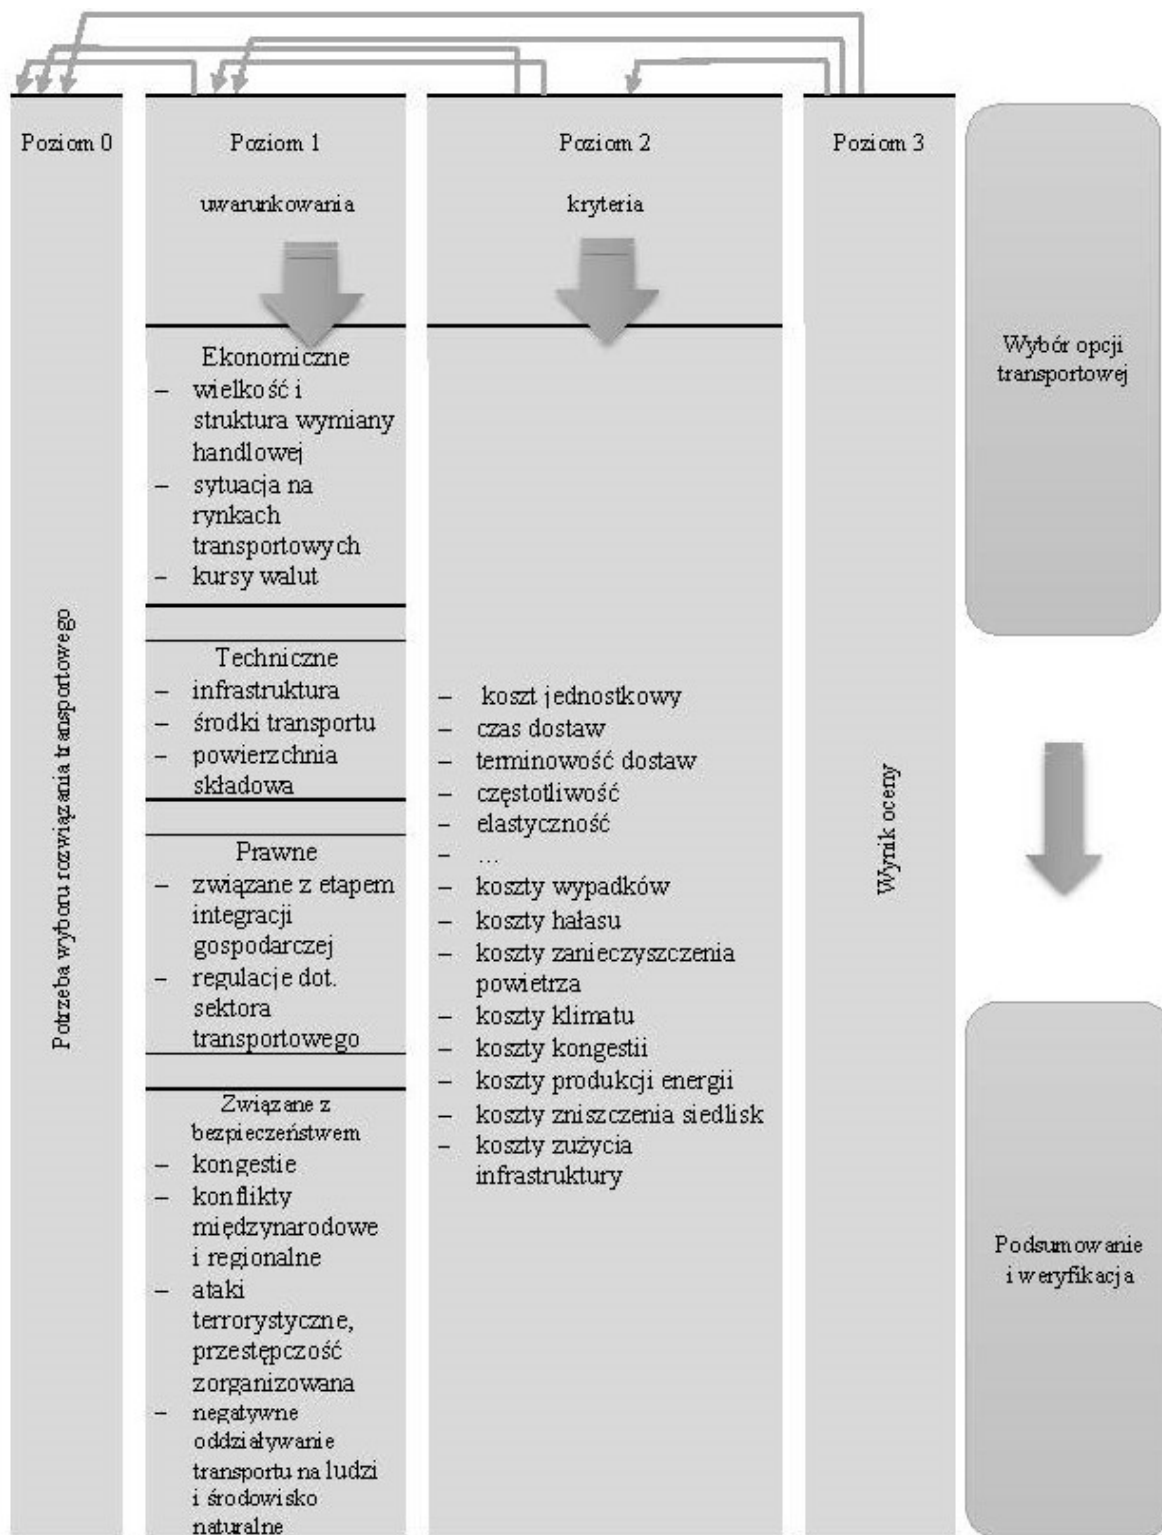 Poziom 0
Potrzeba wyboru rozwiązania transportowego
Poziom 1
uwarunkowania
Ekonomiczne
– wielkość i
struktura wymiany
handlowej
– sytuacja na
rynkach
transportowych
– kursy walut
Techniczne
– infrastruktura
– środki transportu
– powierzchnia
składowa
Prawne
– związane z etapem
integracji
gospodarczej
– regulacje dot.
sektora
transportowego
Związane z
bezpieczeństwem
– kongestie
– konflikty
międzynarodowe
i regionalne
– ataki
terrorystyczne,
przestępczość
zorganizowana
– negatywne
oddziaływanie
transportu na ludzi
i środowisko
naturalne
Poziom 2
kryteria
– koszt jednostkowy
– czas dostaw
– terminowość dostaw
– częstotliwość
– elastyczność
– ...
– koszty wypadków
– koszty hałasu
– koszty zanieczyszczenia
powietrza
– koszty klimatu
– koszty kongestii
– koszty produkcji energii
– koszty zniszczenia siedlisk
– koszty zużycia
infrastruktury
Poziom 3
Wynik oceny
Wybór opcji
transportowej
Podsumowanie
i weryfikacja